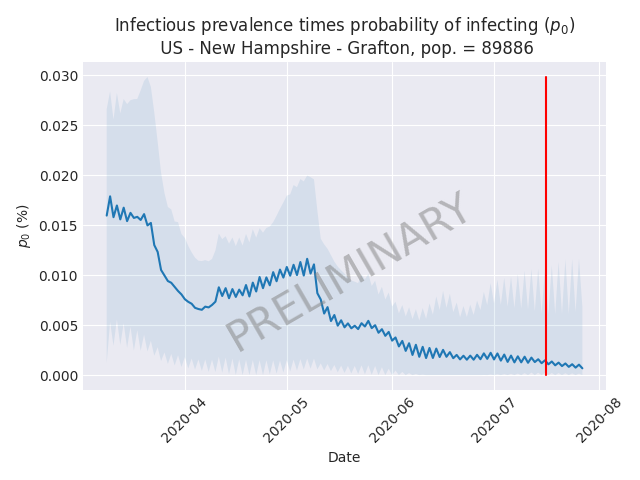 Infectious prevalence times probability of infecting (p₀)
US - New Hampshire - Grafton, pop. = 89886
0.030
0.025
0.020
0.015
0.010
0.005
0.000
p₀ (%)
PRELIMINARY
2020-04
2020-05
2020-06
2020-07
2020-08
Date